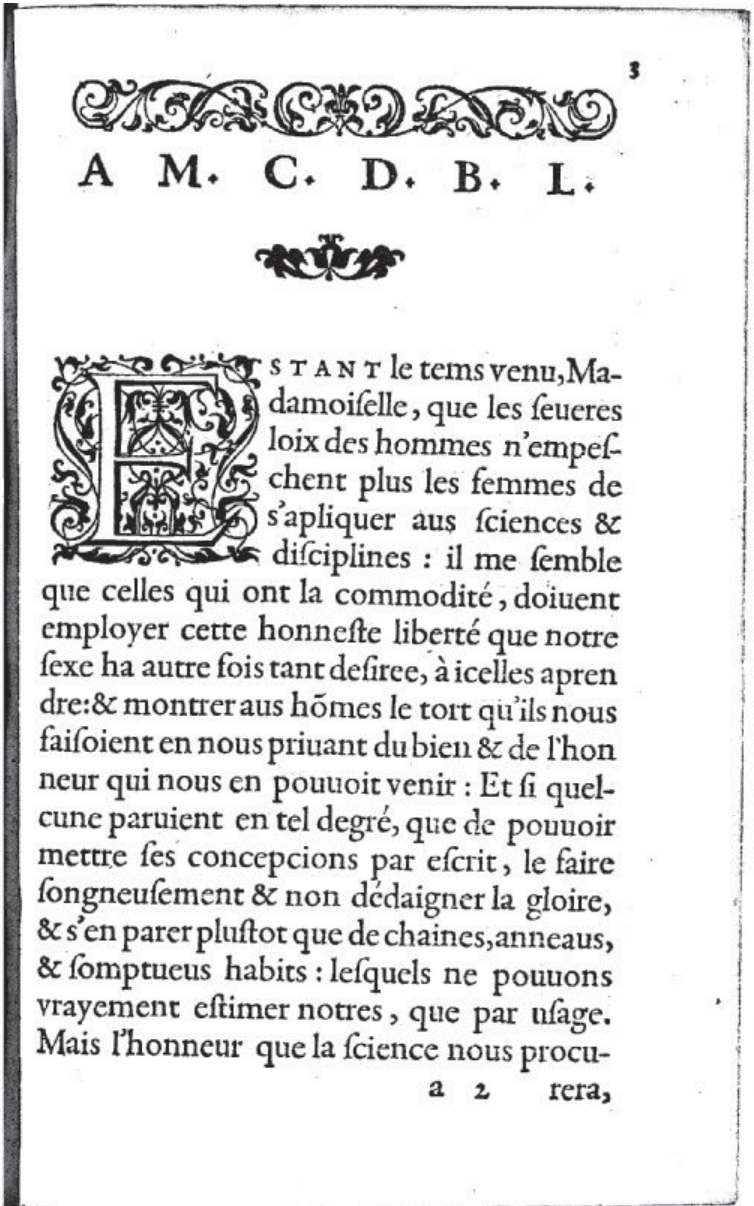 3
A M. C. D. B. L.
ESTANT le tems venu, Ma-
damoiſelle, que les ſeueres
loix des hommes n'empeſ-
chent plus les femmes de
s'apliquer aus ſciences &
diſciplines : il me ſemble
que celles qui ont la commodité, doiuent
employer cette honneſte liberté que notre
ſexe ha autre fois tant deſiree, à icelles apren
dre:& montrer aus hõmes le tort qu'ils nous
faiſoient en nous priuant du bien & de l'hon
neur qui nous en pouuoit venir : Et ſi quel-
cune paruient en tel degré, que de pouuoir
mettre ſes concepcions par eſcrit, le faire
ſongneuſement & non dédaigner la gloire,
& s'en parer pluſtot que de chaines, anneaus,
& ſomptueus habits : leſquels ne pouuons
vrayement eſtimer notres, que par uſage.
Mais l'honneur que la ſcience nous procu-
a 2 rera,